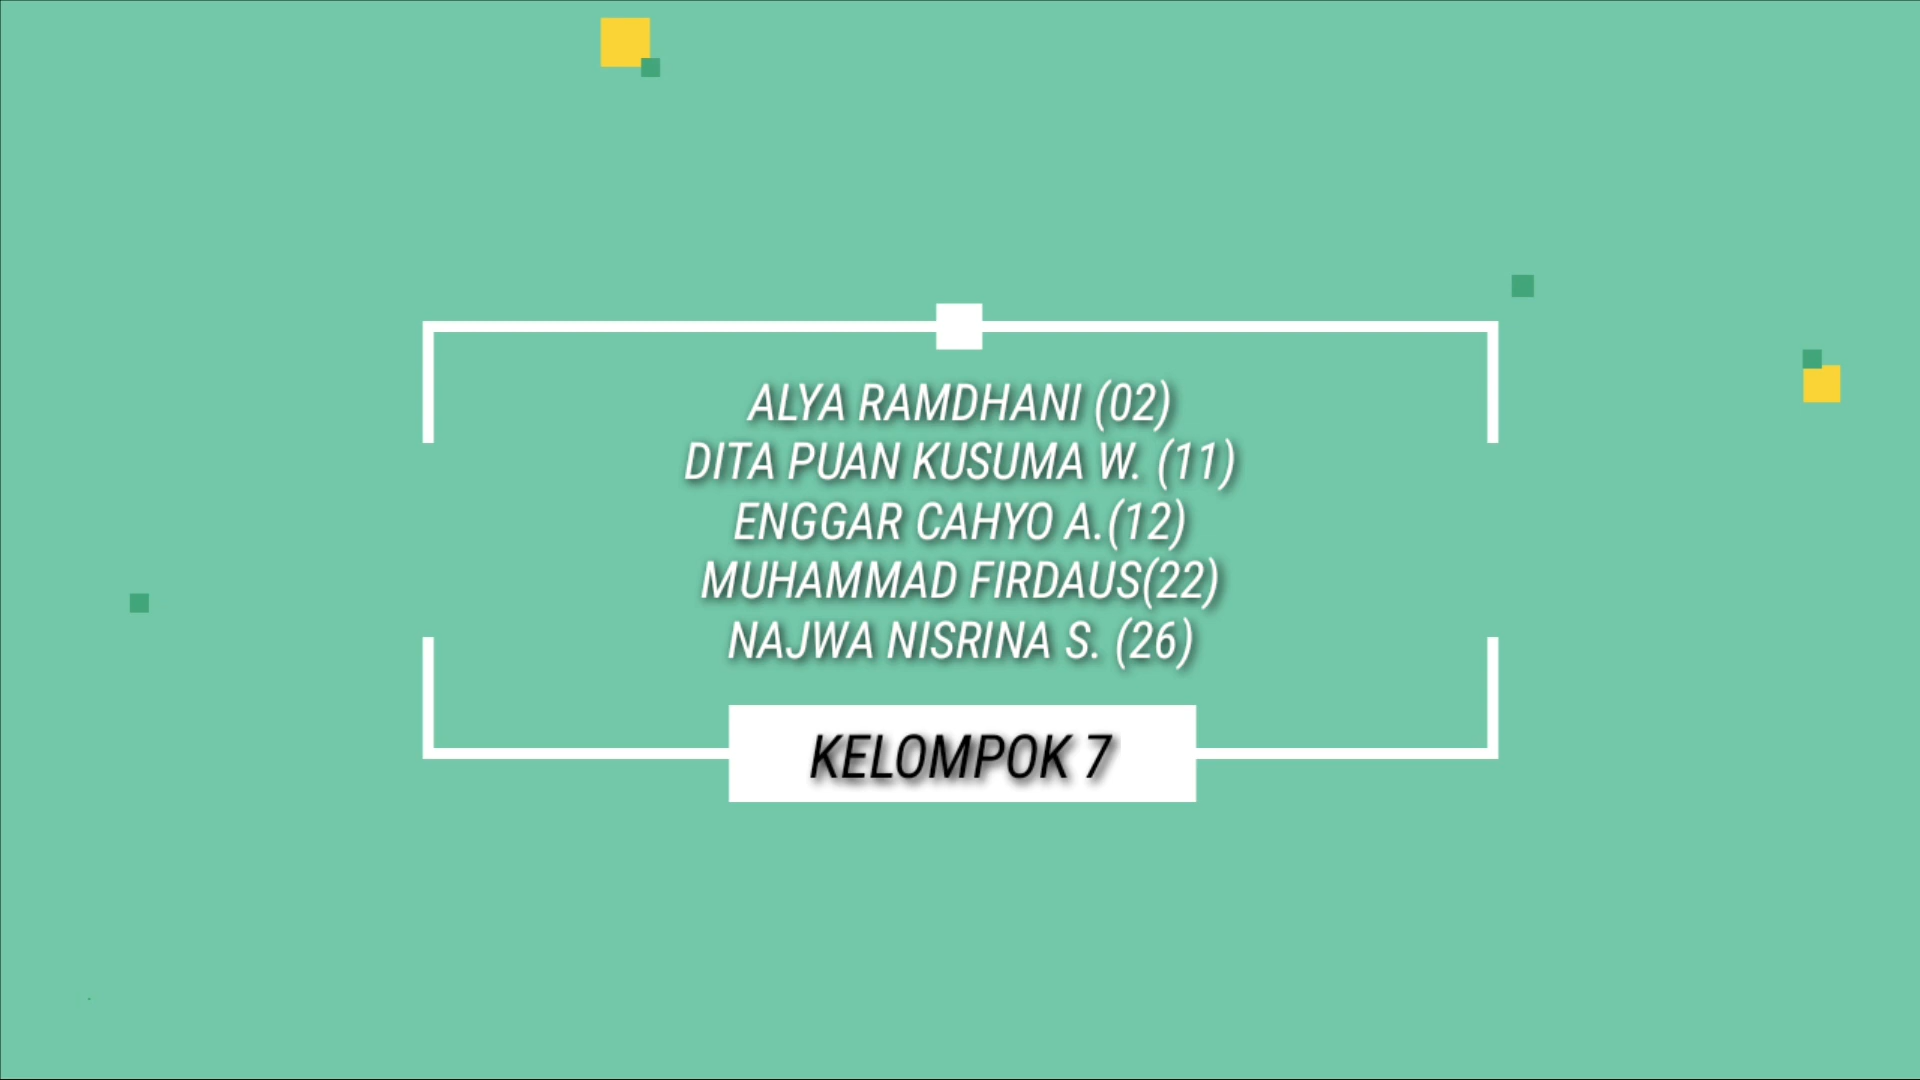 ALYA RAMDHANI (02)
DITA PUAN KUSUMA W. (11)
ENGGAR CAHYO A.(12)
MUHAMMAD FIRDAUS(22)
NAJWA NISRINA S. (26)
KELOMPOK 7